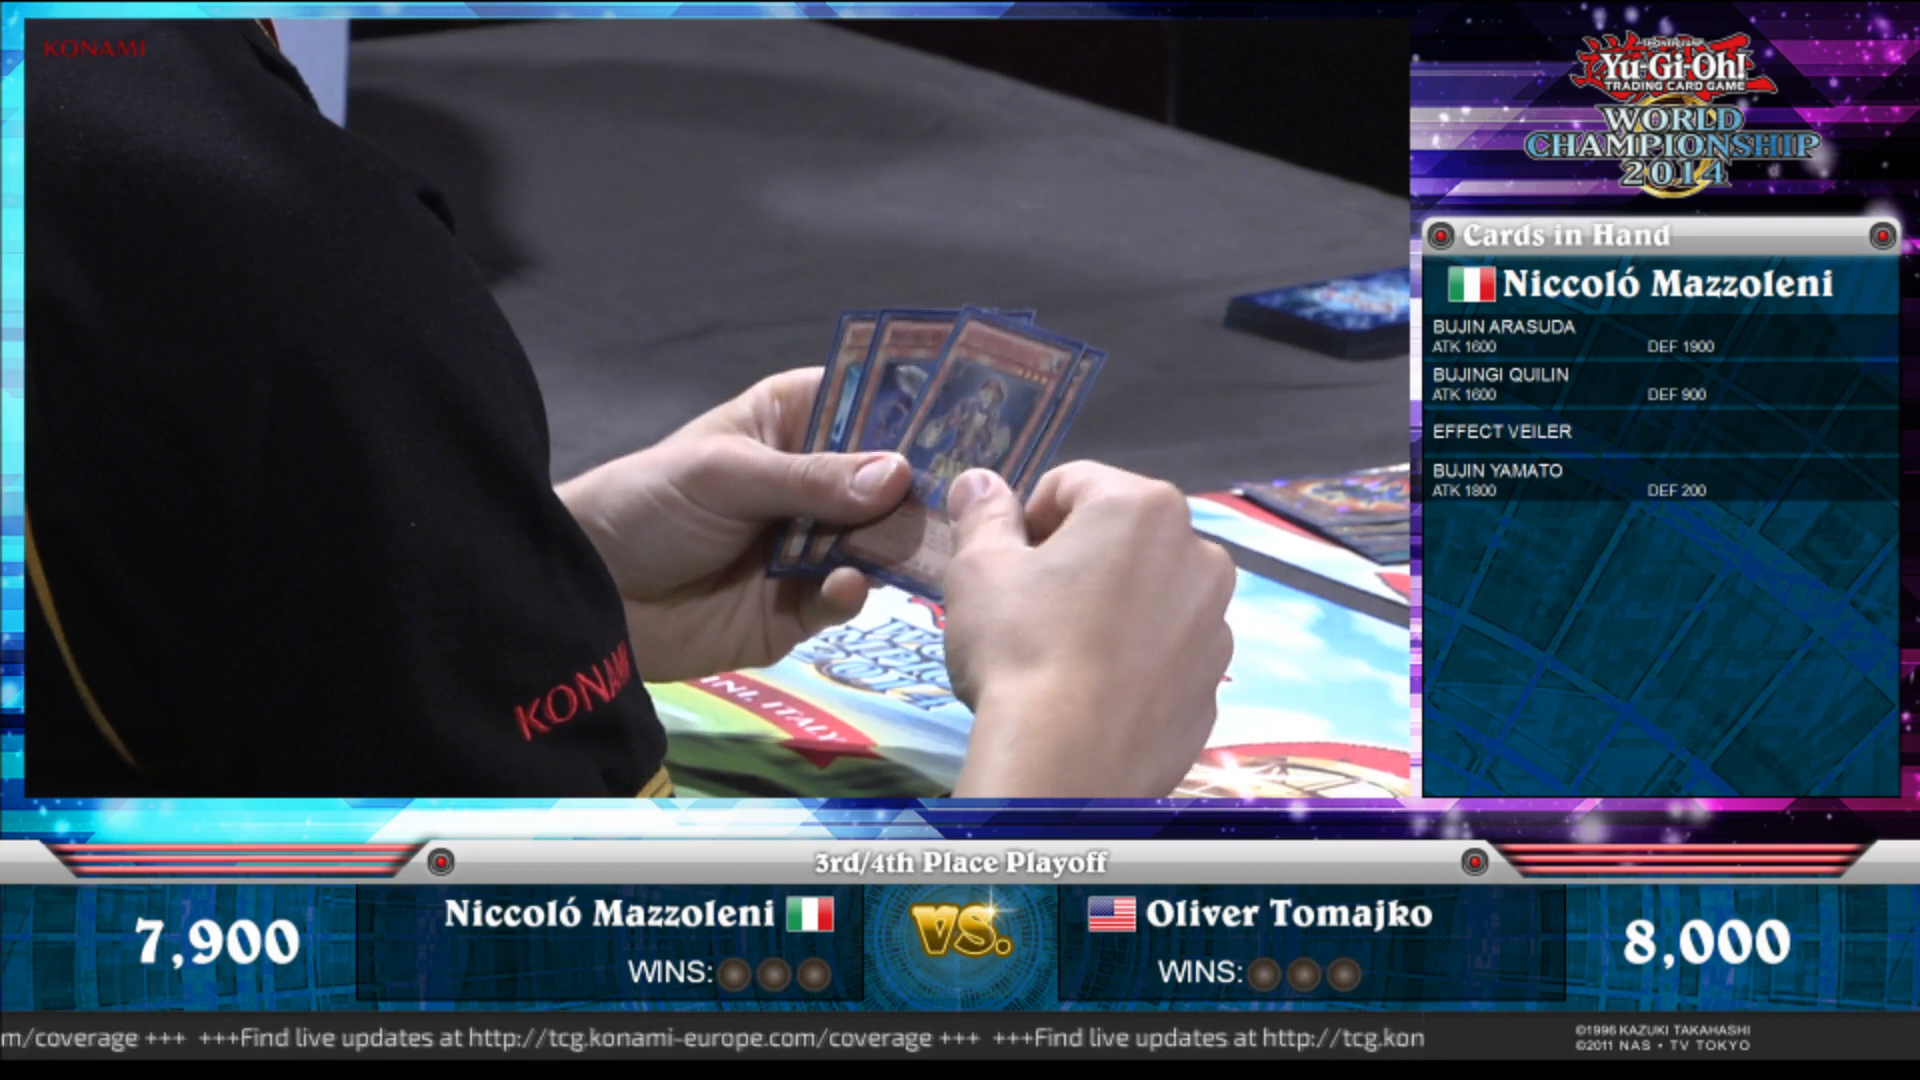 KONAMI
Yu-Gi-Oh!
TRADING CARD GAME
WORLD
CHAMPIONSHIP
2014
Cards in Hand
Niccoló Mazzoleni
BUJIN ARASUDA
ATK 1600 DEF 1900
BUJINGI QUILIN
ATK 1600 DEF 900
EFFECT VEILER
BUJIN YAMATO
ATK 1800 DEF 200
KONAMI
INI, ITALY
3rd/4th Place Playoff
7,900
Niccoló Mazzoleni
WINS:
VS.
Oliver Tomajko
WINS:
8,000
m/coverage +++ +++Find live updates at http://tcg.konami-europe.com/coverage +++ +++Find live updates at http://tcg.kon
©1996 KAZUKI TAKAHASHI
©2011 NAS • TV TOKYO